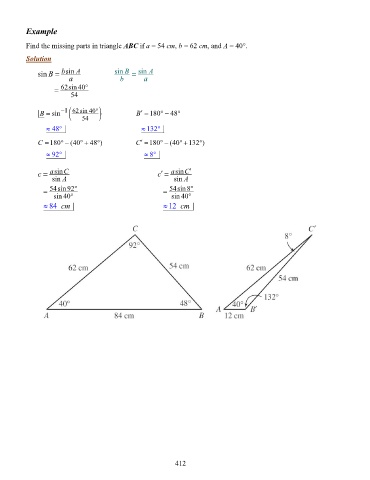 Example
Find the missing parts in triangle ABC if a = 54 cm, b = 62 cm, and A = 40°.
Solution
sin B = b sin A / a    sin B / b = sin A / a
= 62 sin 40° / 54
B = sin⁻¹ (62 sin 40° / 54)    B' = 180° − 48°
≈ 48°    ≈ 132°
C = 180° − (40° + 48°)    C' = 180° − (40° + 132°)
≈ 92°    ≈ 8°
c = a sin C / sin A    c' = a sin C' / sin A
= 54 sin 92° / sin 40°    = 54 sin 8° / sin 40°
≈ 84 cm    ≈ 12 cm
C    C'
8°
92°
62 cm    54 cm    62 cm
54 cm
132°
40°    48°    40°
A    84 cm    B    A    B'
12 cm
412